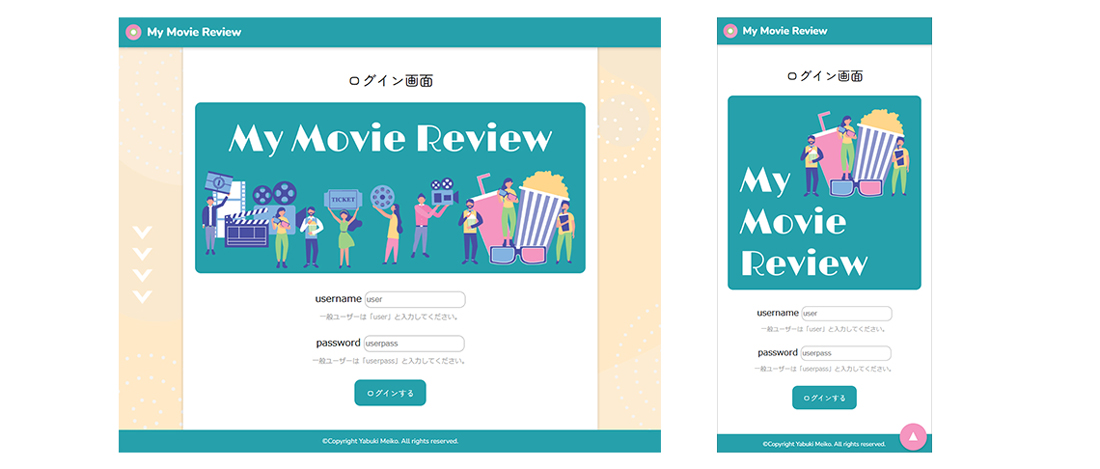 My Movie Review
ログイン画面
My Movie Review
TICKET
username user
一般ユーザーは「user」と入力してください。
password userpass
一般ユーザーは「userpass」と入力してください。
ログインする
©Copyright Yabuki Meiko. All rights reserved.
My Movie Review
ログイン画面
My
Movie
Review
username user
一般ユーザーは「user」と入力してください。
password userpass
一般ユーザーは「userpass」と入力してください。
ログインする
©Copyright Yabuki Meiko. All rights reserved.